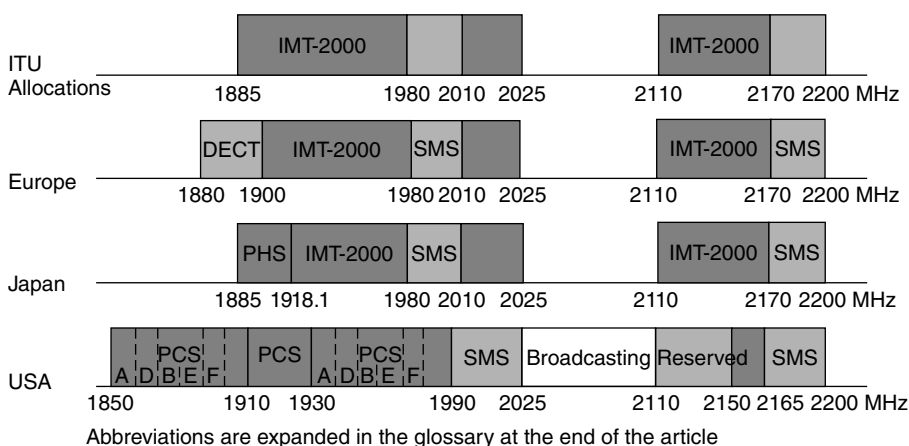 IMT-2000 IMT-2000
ITU
Allocations
1885 1980 2010 2025 2110 2170 2200 MHz
DECT IMT-2000 SMS IMT-2000 SMS
Europe
1880 1900 1980 2010 2025 2110 2170 2200 MHz
PHS IMT-2000 SMS IMT-2000 SMS
Japan
1885 1918.1 1980 2010 2025 2110 2170 2200 MHz
PCS PCS PCS SMS Broadcasting Reserved SMS
A D B E F A D B E F
USA
1850 1910 1930 1990 2025 2110 2150 2165 2200 MHz
Abbreviations are expanded in the glossary at the end of the article